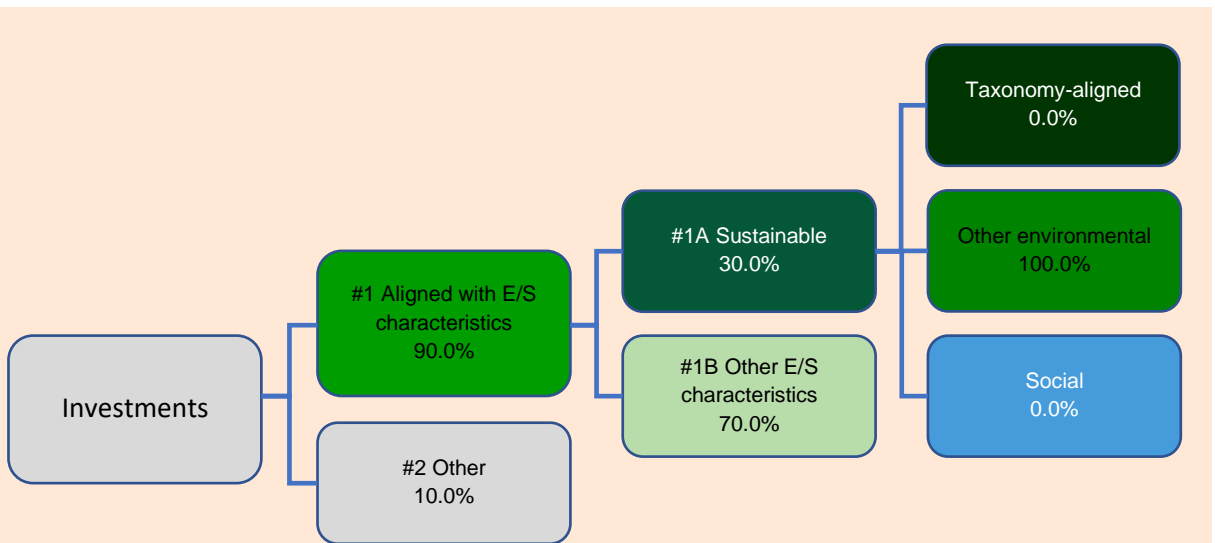 Investments
#1 Aligned with E/S
characteristics
90.0%
#2 Other
10.0%
#1A Sustainable
30.0%
#1B Other E/S
characteristics
70.0%
Taxonomy-aligned
0.0%
Other environmental
100.0%
Social
0.0%